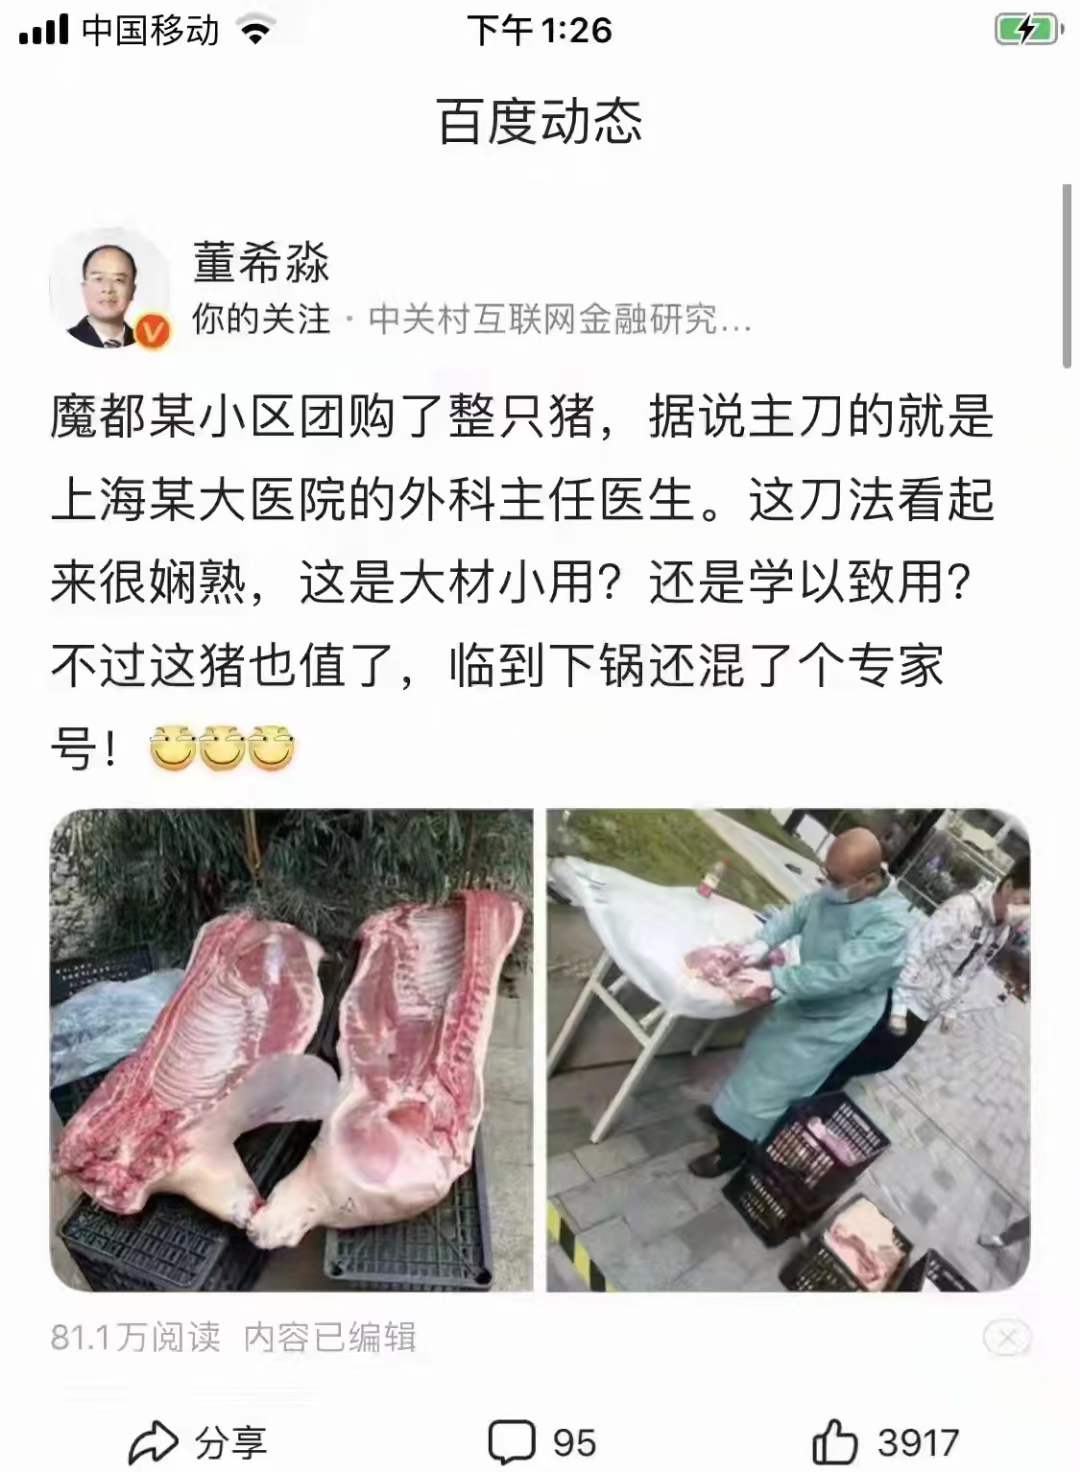 中国移动
下午1:26
百度动态
董希淼
你的关注·中关村互联网金融研究...
魔都某小区团购了整只猪，据说主刀的就是
上海某大医院的外科主任医生。这刀法看起
来很娴熟，这是大材小用？还是学以致用？
不过这猪也值了，临到下锅还混了个专家
号！
81.1万阅读 内容已编辑
分享
95
3917